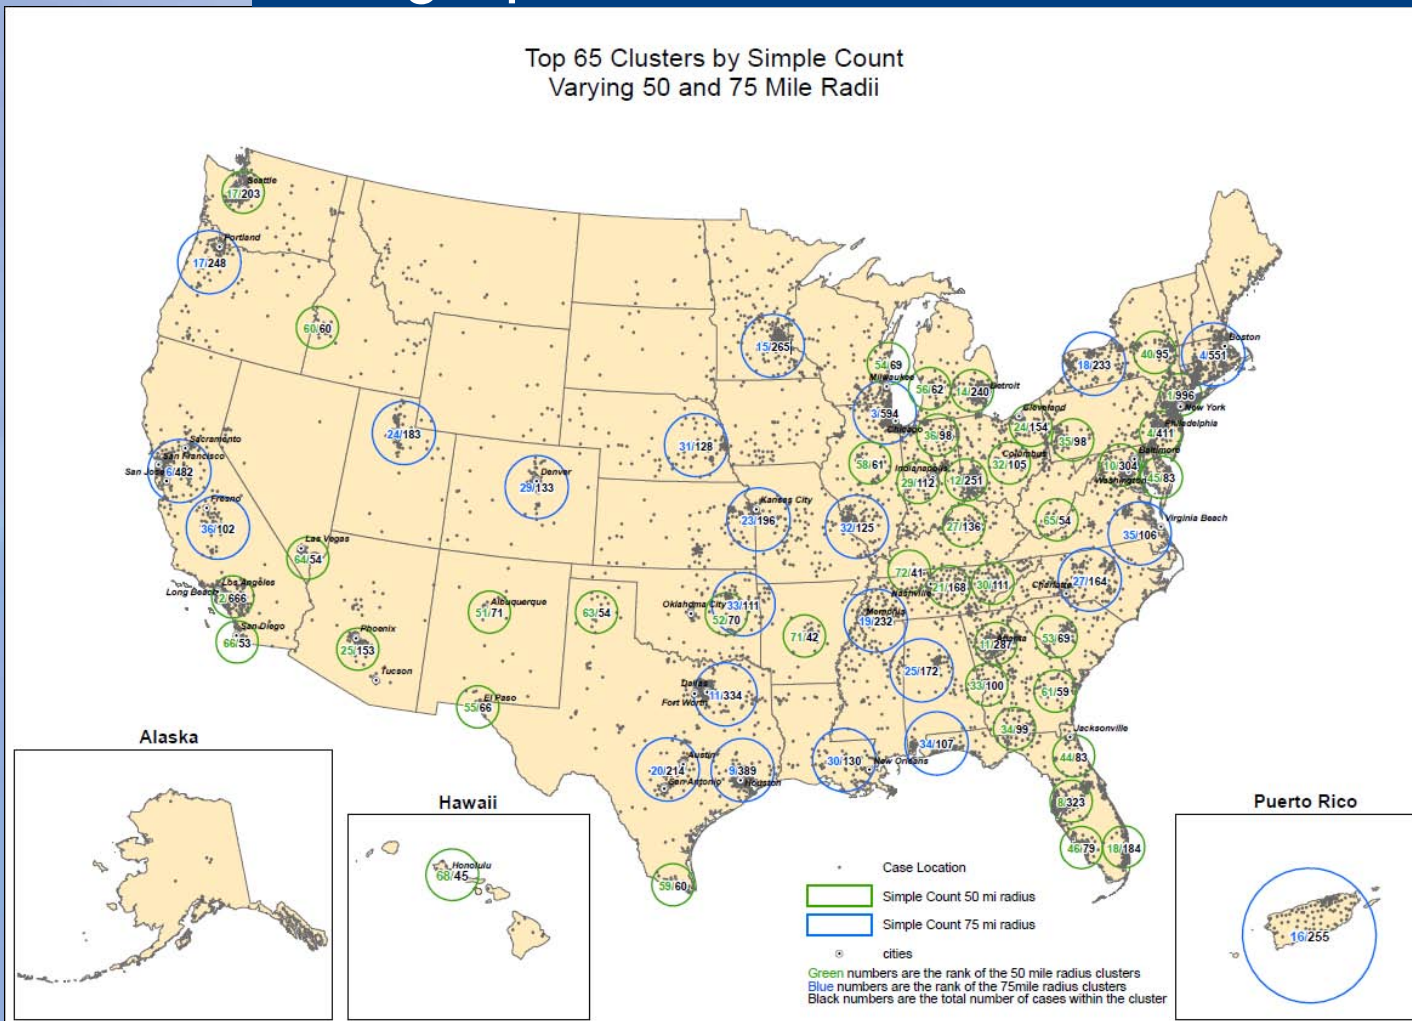 Top 65 Clusters by Simple Count
Varying 50 and 75 Mile Radii
Seattle
17/203
Portland
17/248
60/60
15/265
54/69
Milwaukee
56/62
14/240
Detroit
18/233
40/95
4/551
Boston
1/996
New York
Philadelphia
4/411
3/594
Chicago
Cleveland
24/154
35/98
36/98
24/183
31/128
Sacramento
San Francisco
San Jose
6/482
Denver
29/133
58/61
Indianapolis
29/112
12/251
Columbus
32/105
Baltimore
10/304
Washington
45/83
Fresno
36/102
Kansas City
23/196
32/125
27/136
65/54
Virginia Beach
35/106
Las Vegas
64/54
72/41
Nashville
21/168
30/111
Charlotte
27/164
Los Angeles
Long Beach
2/666
Albuquerque
51/71
63/54
Oklahoma City
33/111
52/70
71/42
Memphis
19/232
San Diego
66/53
Phoenix
25/153
Tucson
Atlanta
11/287
53/69
25/172
33/100
61/59
El Paso
55/66
Dallas
Fort Worth
11/334
34/99
34/107
Jacksonville
44/83
Austin
20/214
San Antonio
9/389
Houston
30/130
New Orleans
8/323
46/79
18/184
59/60
Alaska
Hawaii
Honolulu
68/45
Puerto Rico
16/255
Case Location
Simple Count 50 mi radius
Simple Count 75 mi radius
cities
Green numbers are the rank of the 50 mile radius clusters
Blue numbers are the rank of the 75mile radius clusters
Black numbers are the total number of cases within the cluster